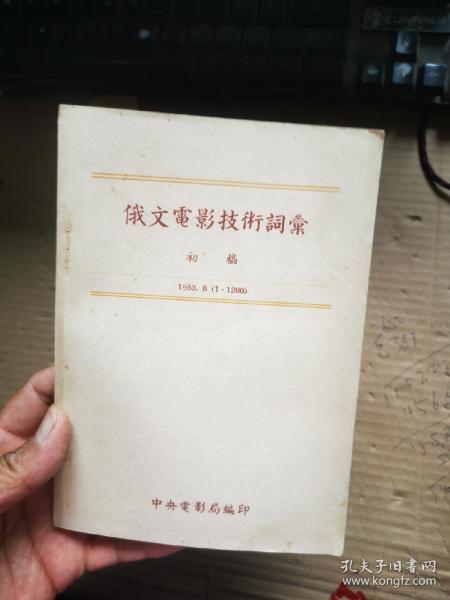 俄文電影技術詞彙
初稿
1953. 8 (1-1200)
中央電影局編印
孔夫子旧书网
www.kongfz.com